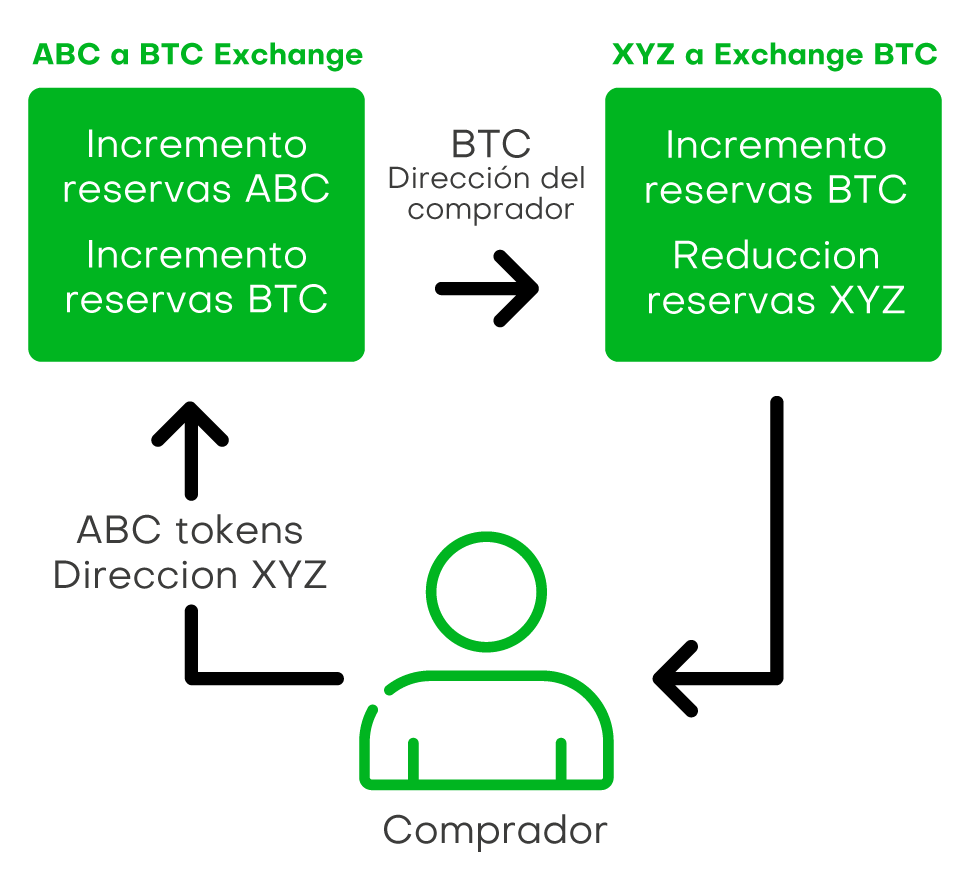 ABC a BTC Exchange
XYZ a Exchange BTC
Incremento
reservas ABC
Incremento
reservas BTC
BTC
Dirección del
comprador
Incremento
reservas BTC
Reduccion
reservas XYZ
ABC tokens
Direccion XYZ
Comprador